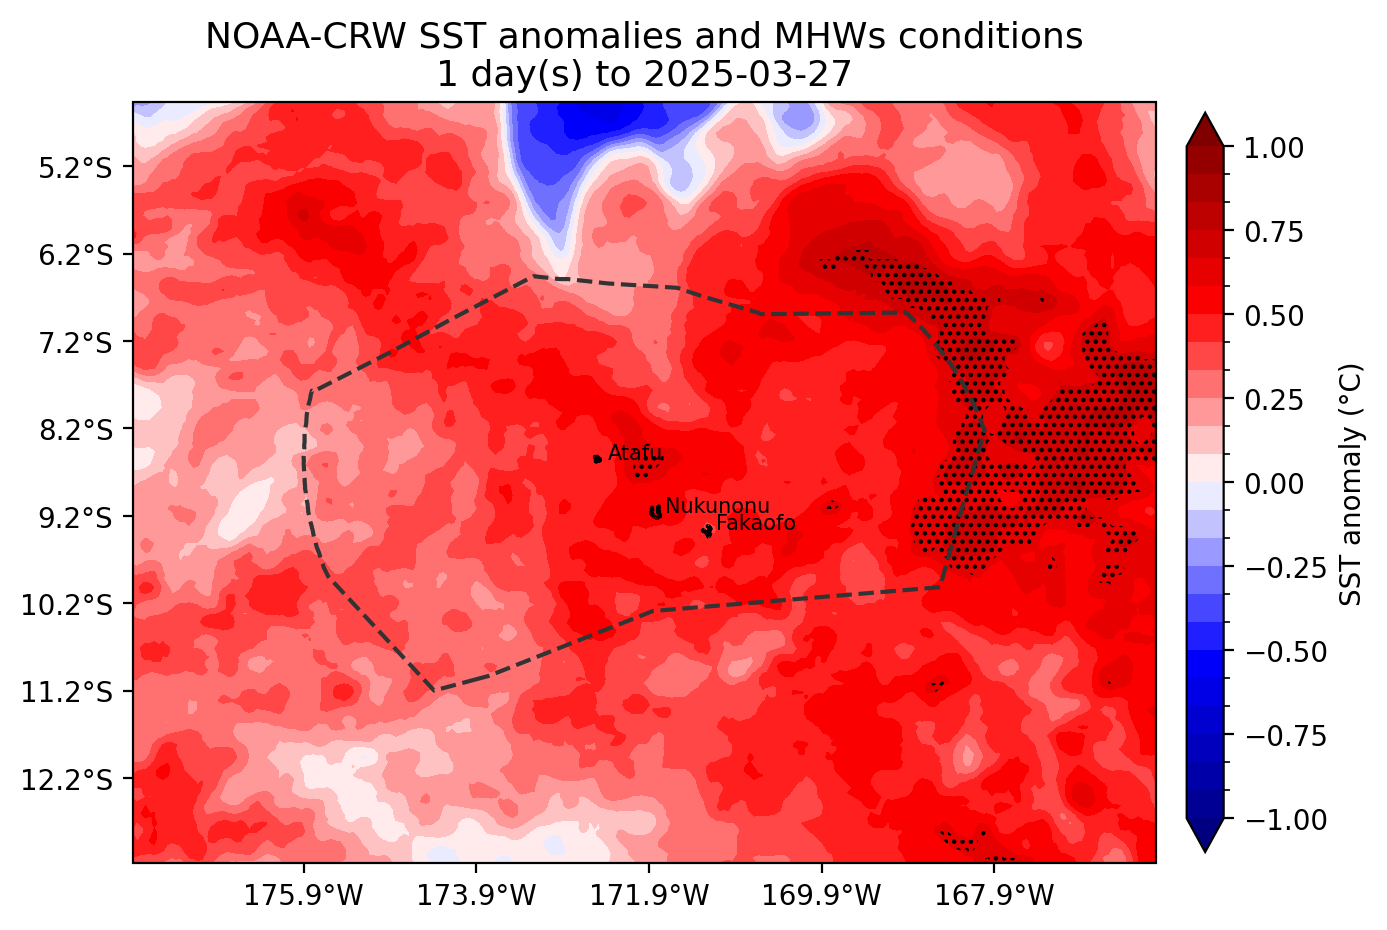 NOAA-CRW SST anomalies and MHWs conditions
1 day(s) to 2025-03-27
5.2°S
6.2°S
7.2°S
8.2°S
9.2°S
10.2°S
11.2°S
12.2°S
Atafu
Nukunonu
Fakaofo
175.9°W
173.9°W
171.9°W
169.9°W
167.9°W
1.00
0.75
0.50
0.25
0.00
−0.25
−0.50
−0.75
−1.00
SST anomaly (°C)